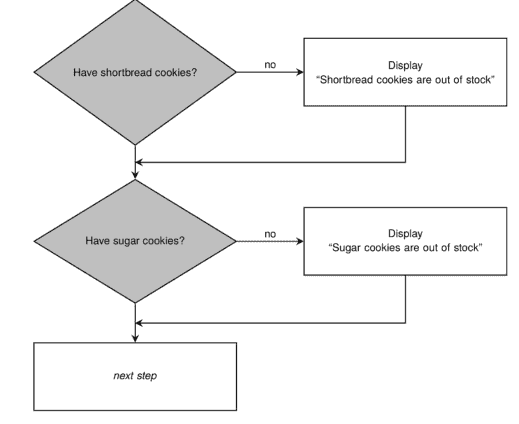 Have shortbread cookies?
no
Display
“Shortbread cookies are out of stock”
Have sugar cookies?
no
Display
“Sugar cookies are out of stock”
next step